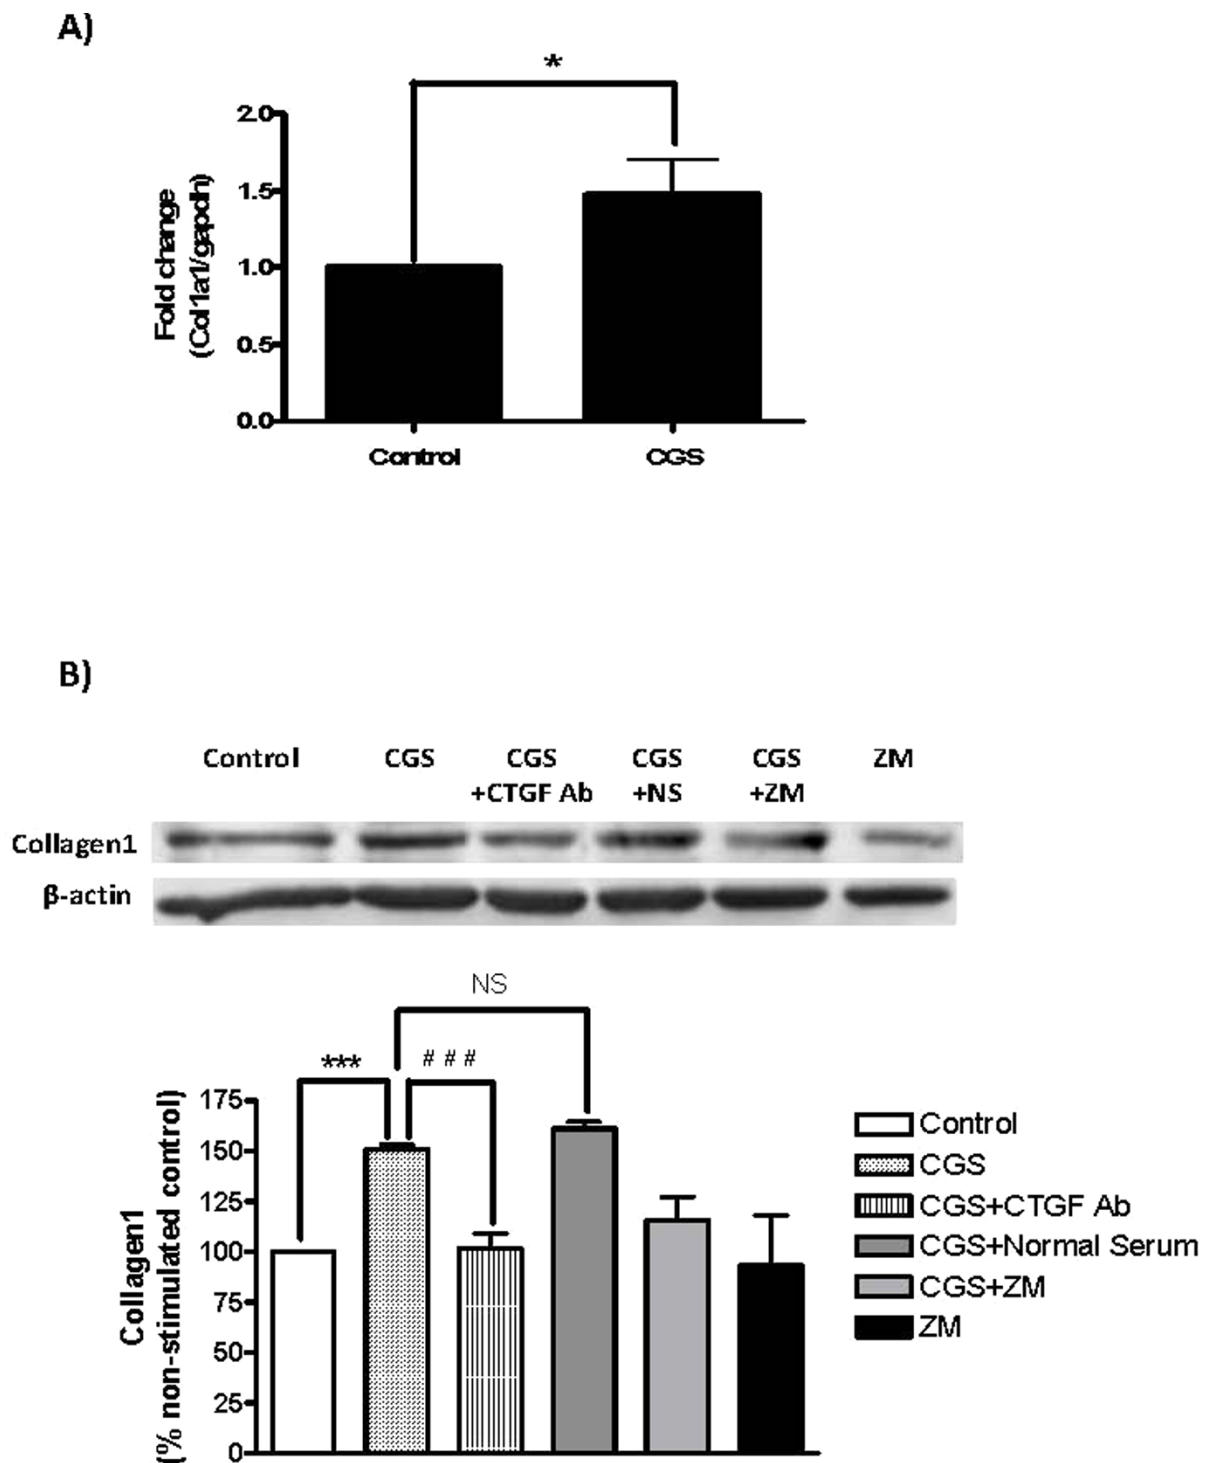 A)
*
2.0
1.5
1.0
0.5
0.0
Fold change
(Col1a1/gapdh)
Control CGS
B)
Control CGS CGS CGS CGS ZM
+CTGF Ab +NS +ZM
Collagen1
β-actin
NS
*** # # #
175
150
125
100
75
50
25
0
Collagen1
(% non-stimulated control)
Control
CGS
CGS+CTGF Ab
CGS+Normal Serum
CGS+ZM
ZM